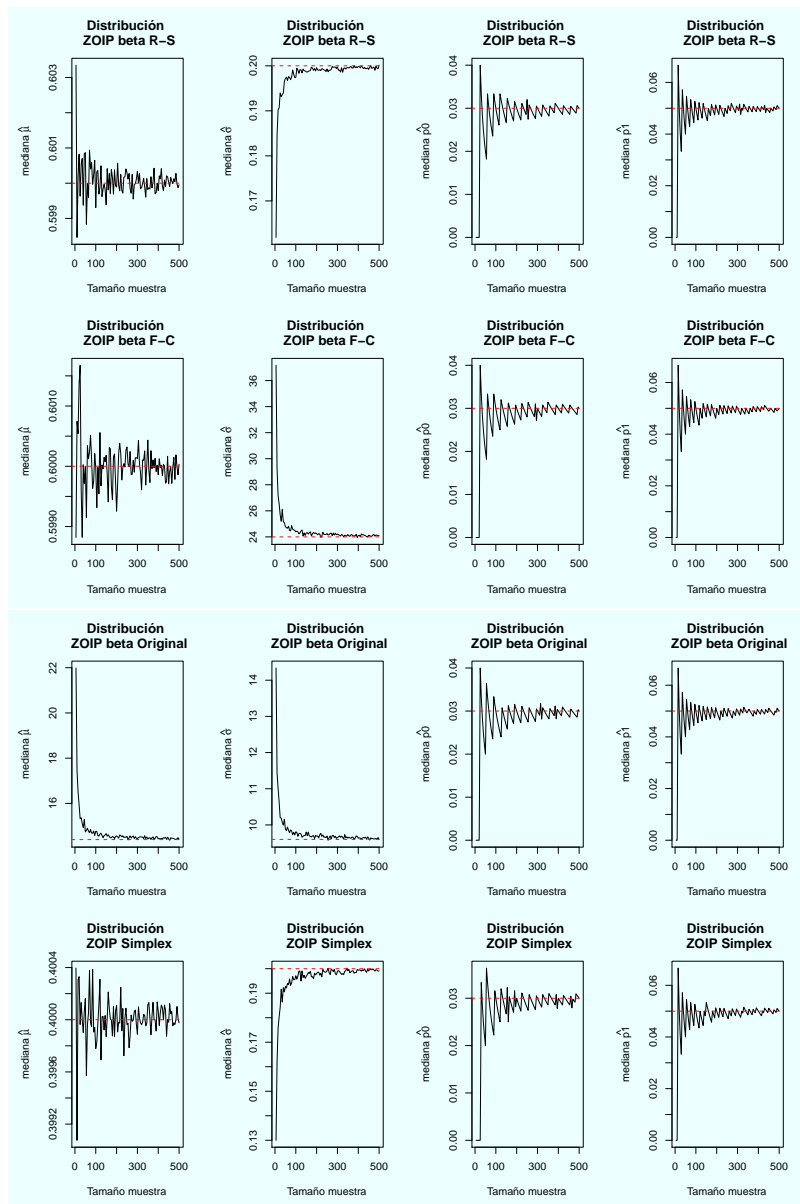 Distribución
ZOIP beta R−S
mediana μ̂
0.599 0.601 0.603
0 100 300 500
Tamaño muestra
Distribución
ZOIP beta R−S
mediana σ̂
0.17 0.18 0.19 0.20
0 100 300 500
Tamaño muestra
Distribución
ZOIP beta R−S
mediana p̂0
0.00 0.01 0.02 0.03 0.04
0 100 300 500
Tamaño muestra
Distribución
ZOIP beta R−S
mediana p̂1
0.00 0.02 0.04 0.06
0 100 300 500
Tamaño muestra
Distribución
ZOIP beta F−C
mediana μ̂
0.5990 0.6000 0.6010
0 100 300 500
Tamaño muestra
Distribución
ZOIP beta F−C
mediana σ̂
24 26 28 30 32 34 36
0 100 300 500
Tamaño muestra
Distribución
ZOIP beta F−C
mediana p̂0
0.00 0.01 0.02 0.03 0.04
0 100 300 500
Tamaño muestra
Distribución
ZOIP beta F−C
mediana p̂1
0.00 0.02 0.04 0.06
0 100 300 500
Tamaño muestra
Distribución
ZOIP beta Original
mediana μ̂
16 18 20 22
0 100 300 500
Tamaño muestra
Distribución
ZOIP beta Original
mediana σ̂
10 11 12 13 14
0 100 300 500
Tamaño muestra
Distribución
ZOIP beta Original
mediana p̂0
0.00 0.01 0.02 0.03 0.04
0 100 300 500
Tamaño muestra
Distribución
ZOIP beta Original
mediana p̂1
0.00 0.02 0.04 0.06
0 100 300 500
Tamaño muestra
Distribución
ZOIP Simplex
mediana μ̂
0.3992 0.3996 0.4000 0.4004
0 100 300 500
Tamaño muestra
Distribución
ZOIP Simplex
mediana σ̂
0.13 0.15 0.17 0.19
0 100 300 500
Tamaño muestra
Distribución
ZOIP Simplex
mediana p̂0
0.00 0.01 0.02 0.03
0 100 300 500
Tamaño muestra
Distribución
ZOIP Simplex
mediana p̂1
0.00 0.02 0.04 0.06
0 100 300 500
Tamaño muestra